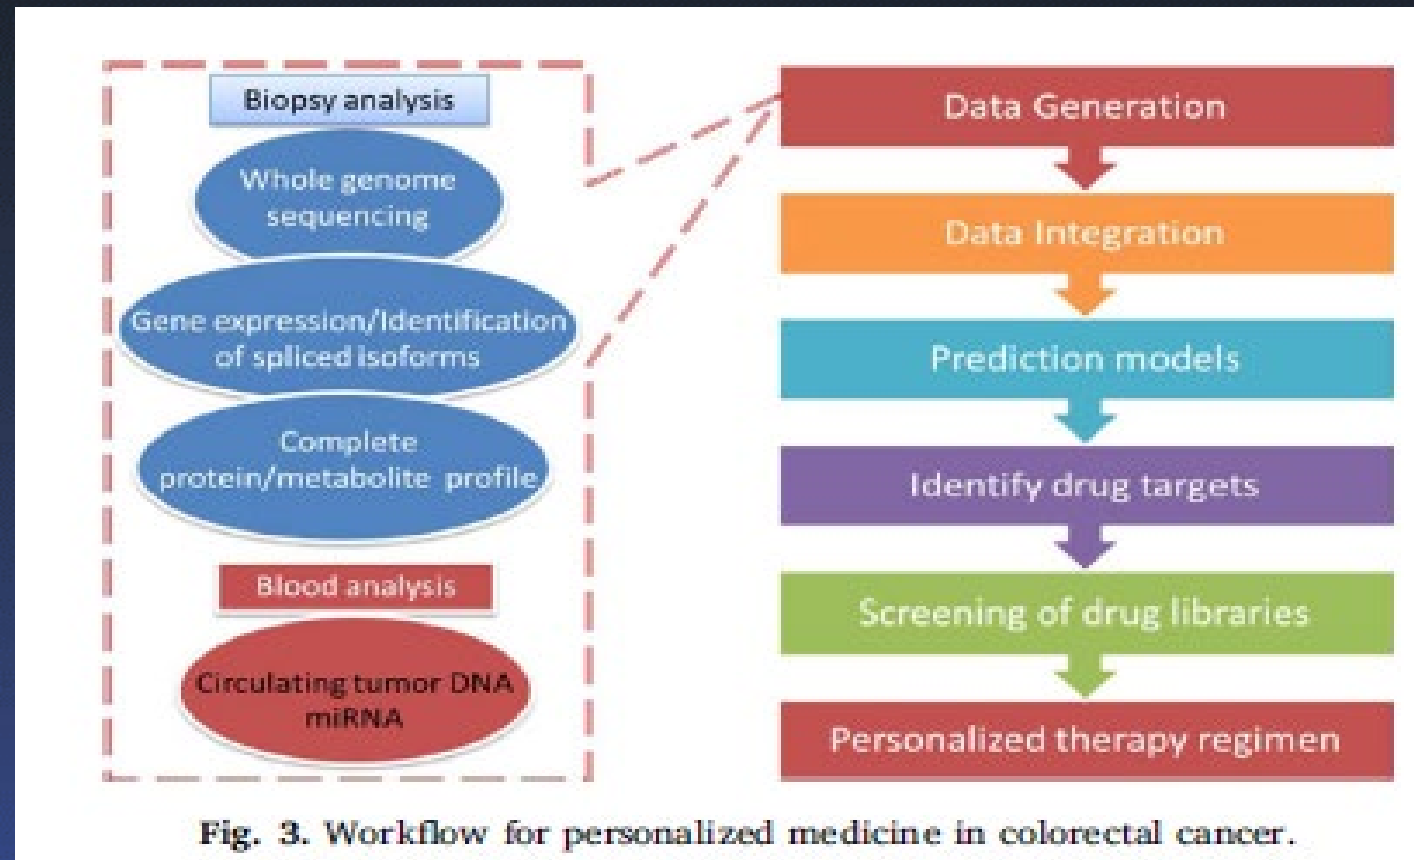 Biopsy analysis
Whole genome
sequencing
Gene expression/Identification
of spliced isoforms
Complete
protein/metabolite profile
Blood analysis
Circulating tumor DNA
miRNA
Data Generation
Data Integration
Prediction models
Identify drug targets
Screening of drug libraries
Personalized therapy regimen
Fig. 3. Workflow for personalized medicine in colorectal cancer.